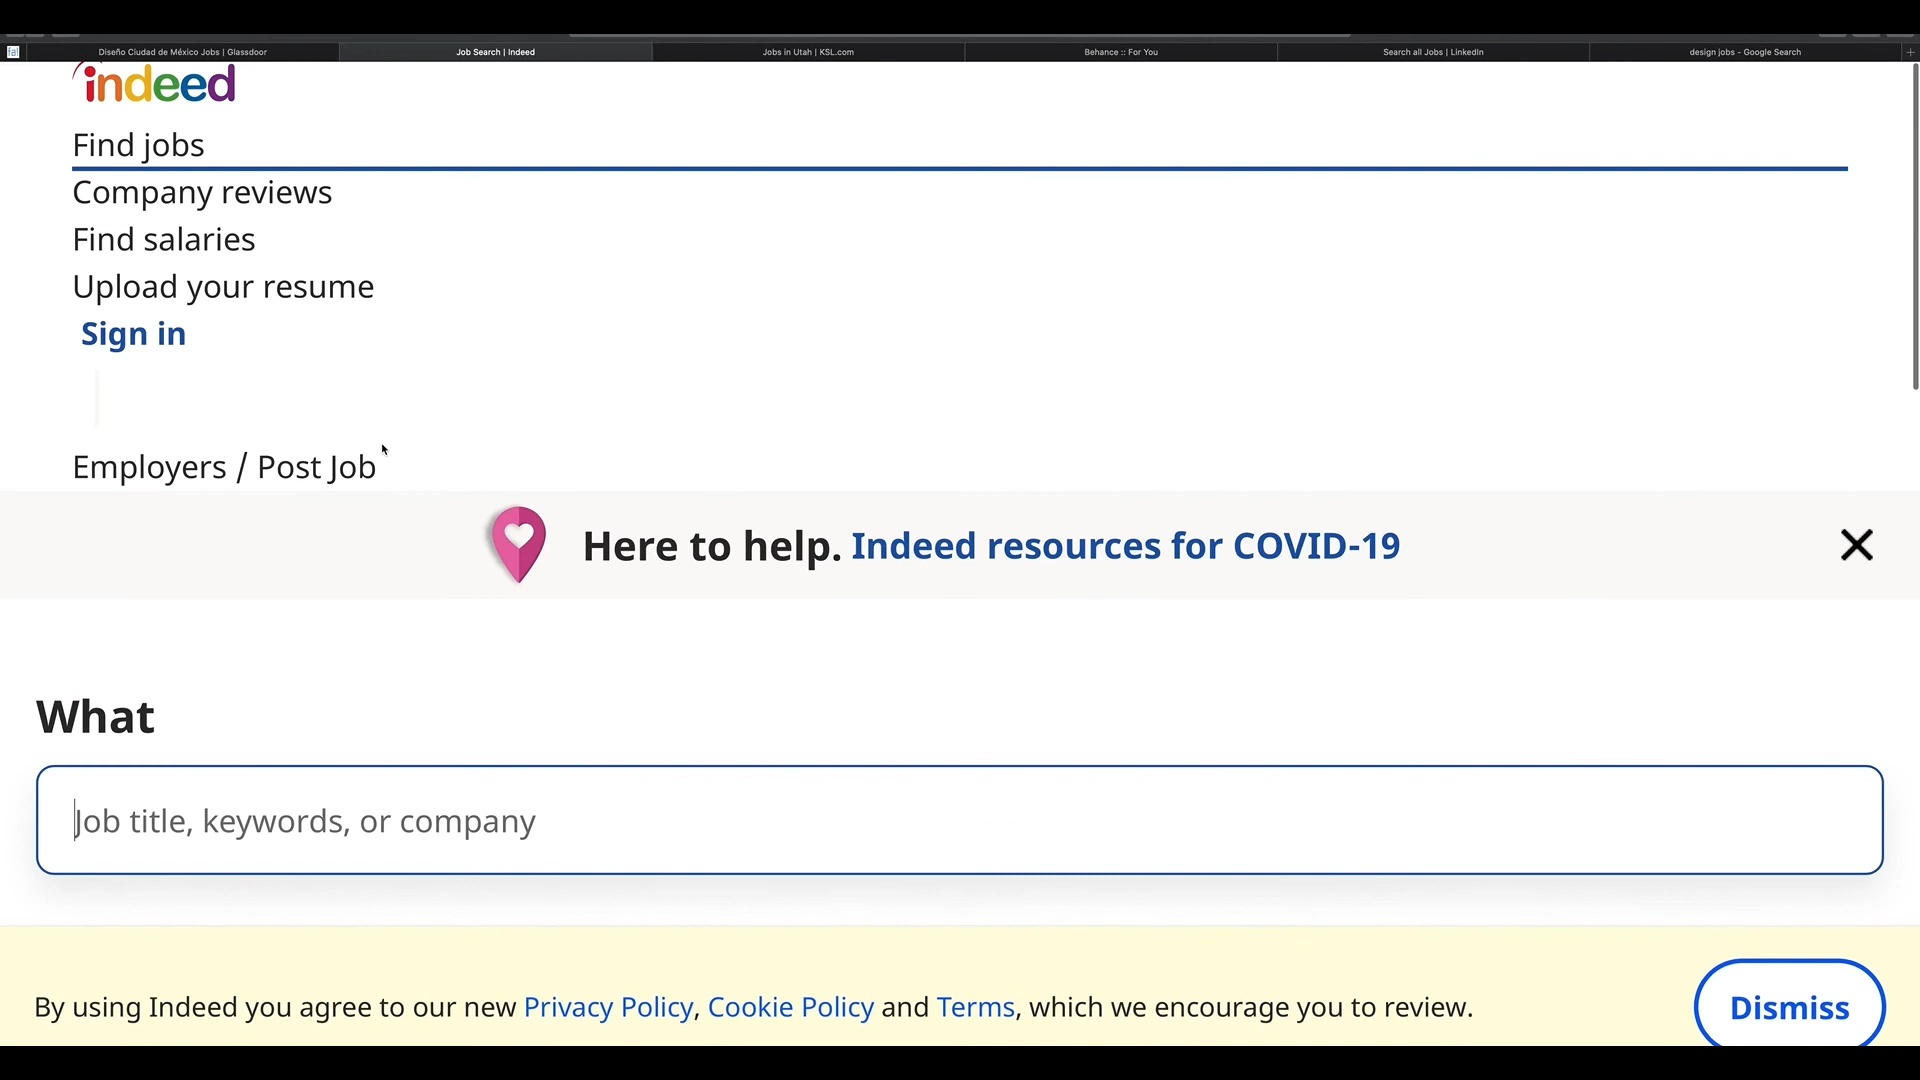 Diseño Ciudad de México Jobs | Glassdoor
Job Search | Indeed
Jobs in Utah | KSL.com
Behance :: For You
Search all Jobs | LinkedIn
design jobs - Google Search
indeed
Find jobs
Company reviews
Find salaries
Upload your resume
Sign in
Employers / Post Job
Here to help. Indeed resources for COVID-19
What
Job title, keywords, or company
By using Indeed you agree to our new Privacy Policy, Cookie Policy and Terms, which we encourage you to review.
Dismiss